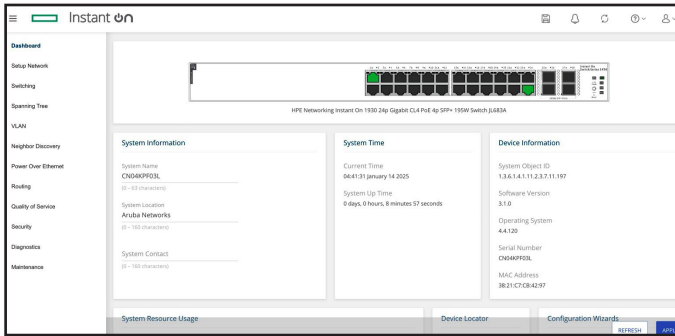 Instant on
Dashboard
Setup Network
Switching
Spanning Tree
VLAN
Neighbor Discovery
Power Over Ethernet
Routing
Quality of Service
Security
Diagnostics
Maintenance
HPE Networking Instant On 1930 24p Gigabit CL4 PoE 4p SFP+ 195W Switch JL683A
System Information
System Name
CN04KPF03L
(0 – 63 characters)
System Location
Aruba Networks
(0 – 160 characters)
System Contact
(0 – 160 characters)
System Time
Current Time
04:41:31 January 14 2025
System Up Time
0 days, 0 hours, 8 minutes 57 seconds
Device Information
System Object ID
1.3.6.1.4.1.11.2.3.7.11.197
Software Version
3.1.0
Operating System
4.4.120
Serial Number
CN04KPF03L
MAC Address
38:21:C7:C8:42:97
System Resource Usage
Device Locator
Configuration Wizards
REFRESH